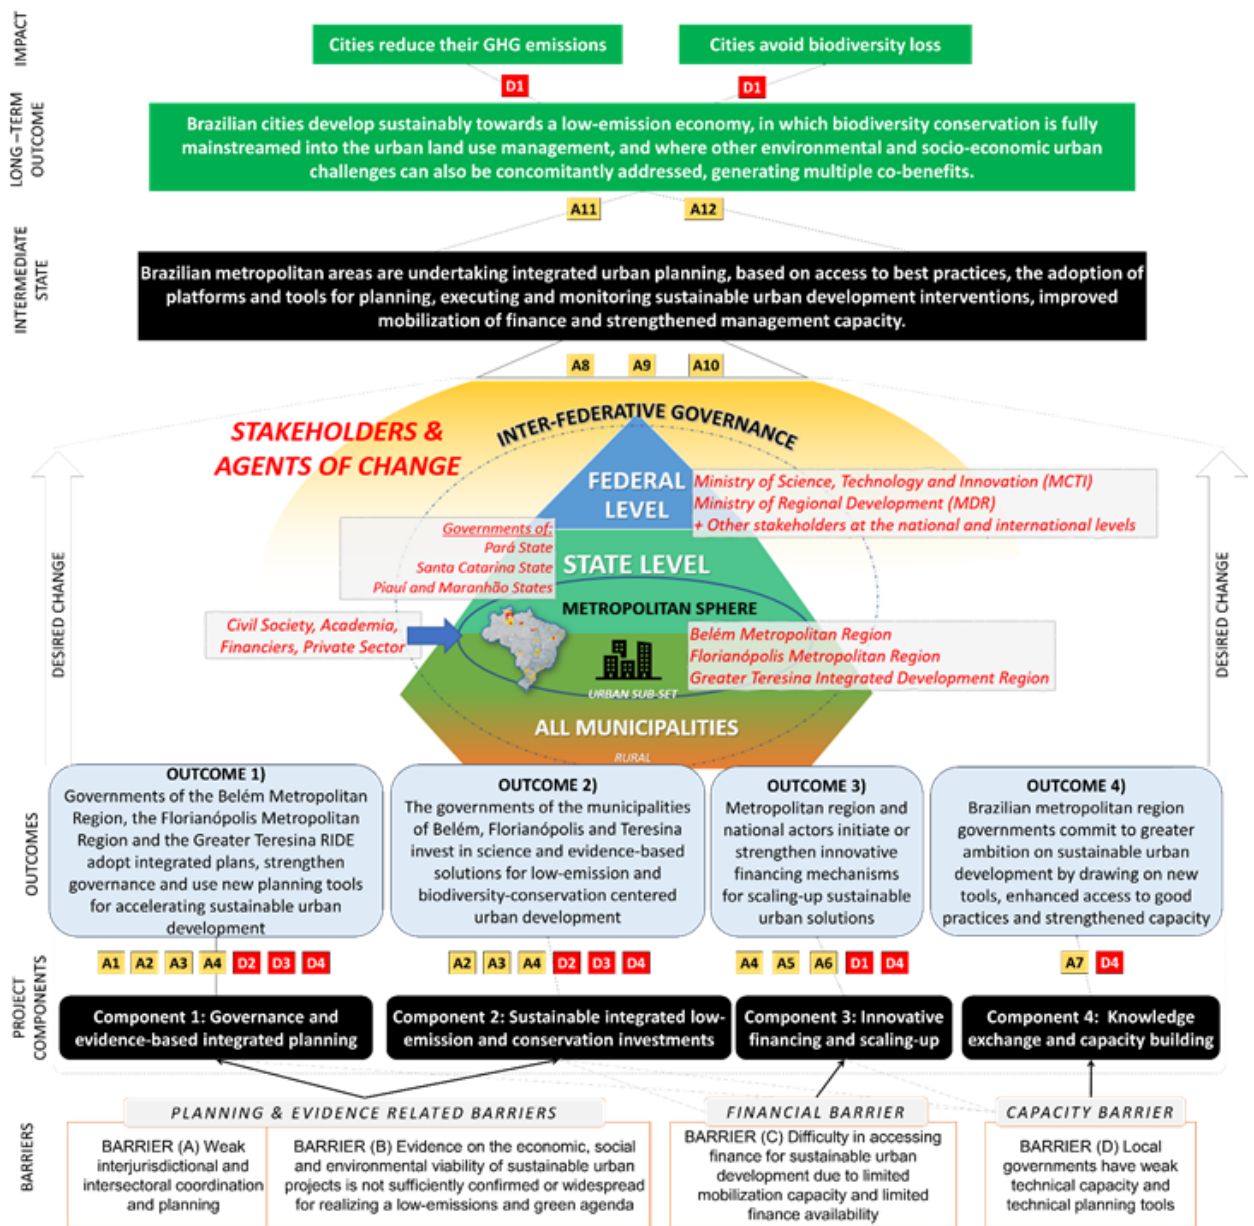 IMPACT
Cities reduce their GHG emissions
Cities avoid biodiversity loss
D1
D1
LONG –TERM
OUTCOME
Brazilian cities develop sustainably towards a low-emission economy, in which biodiversity conservation is fully
mainstreamed into the urban land use management, and where other environmental and socio-economic urban
challenges can also be concomitantly addressed, generating multiple co-benefits.
A11
A12
INTERMEDIATE
STATE
Brazilian metropolitan areas are undertaking integrated urban planning, based on access to best practices, the adoption of
platforms and tools for planning, executing and monitoring sustainable urban development interventions, improved
mobilization of finance and strengthened management capacity.
A8
A9
A10
STAKEHOLDERS &
AGENTS OF CHANGE
INTER-FEDERATIVE GOVERNANCE
FEDERAL
LEVEL
Ministry of Science, Technology and Innovation (MCTI)
Ministry of Regional Development (MDR)
+ Other stakeholders at the national and international levels
Governments of:
Pará State
Santa Catarina State
Piauí and Maranhão States
STATE LEVEL
METROPOLITAN SPHERE
Civil Society, Academia,
Financiers, Private Sector
Belém Metropolitan Region
Florianópolis Metropolitan Region
Greater Teresina Integrated Development Region
URBAN SUB-SET
ALL MUNICIPALITIES
RURAL
DESIRED CHANGE
DESIRED CHANGE
OUTCOMES
OUTCOME 1)
Governments of the Belém Metropolitan
Region, the Florianópolis Metropolitan
Region and the Greater Teresina RIDE
adopt integrated plans, strengthen
governance and use new planning tools
for accelerating sustainable urban
development
OUTCOME 2)
The governments of the municipalities
of Belém, Florianópolis and Teresina
invest in science and evidence-based
solutions for low-emission and
biodiversity-conservation centered
urban development
OUTCOME 3)
Metropolitan region and
national actors initiate or
strengthen innovative
financing mechanisms
for scaling-up sustainable
urban solutions
OUTCOME 4)
Brazilian metropolitan region
governments commit to greater
ambition on sustainable urban
development by drawing on new
tools, enhanced access to good
practices and strengthened capacity
A1 A2 A3 A4 D2 D3 D4
A2 A3 A4 D2 D3 D4
A4 A5 A6 D1 D4
A7 D4
PROJECT
COMPONENTS
Component 1: Governance and
evidence-based integrated planning
Component 2: Sustainable integrated low-
emission and conservation investments
Component 3: Innovative
financing and scaling-up
Component 4: Knowledge
exchange and capacity building
BARRIERS
PLANNING & EVIDENCE RELATED BARRIERS
BARRIER (A) Weak
interjurisdictional and
intersectoral coordination
and planning
BARRIER (B) Evidence on the economic, social
and environmental viability of sustainable urban
projects is not sufficiently confirmed or widespread
for realizing a low-emissions and green agenda
FINANCIAL BARRIER
BARRIER (C) Difficulty in accessing
finance for sustainable urban
development due to limited
mobilization capacity and limited
finance availability
CAPACITY BARRIER
BARRIER (D) Local
governments have weak
technical capacity and
technical planning tools